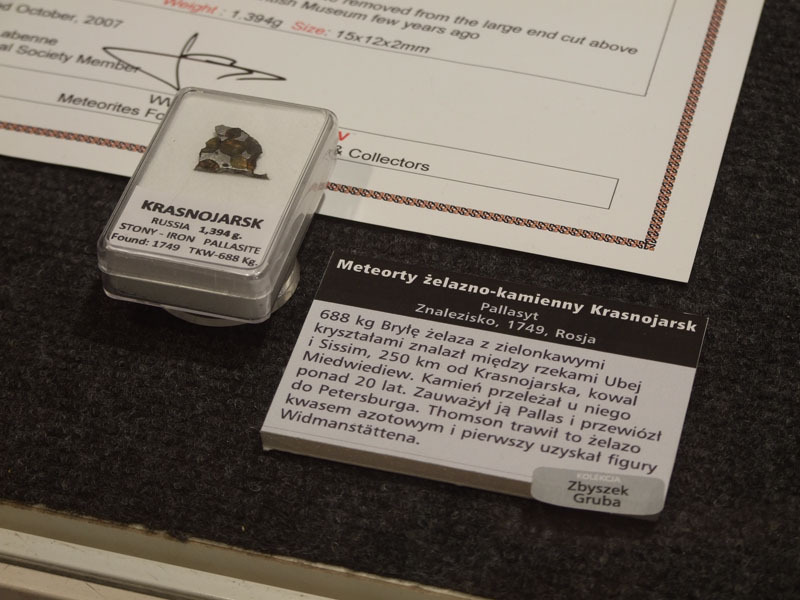 removed from the large end cut above
Museum few years ago
Weight : 1.394g Size: 15x12x2mm
October, 2007
Society Member
Meteorites
& Collectors
KRASNOJARSK
RUSSIA 1,394 g.
STONY - IRON PALLASITE
Found: 1749 TKW-688 Kg.
Meteorty żelazno-kamienny Krasnojarsk
Pallasyt
Znalezisko, 1749, Rosja
688 kg Bryłę żelaza z zielonkawymi
kryształami znalazł między rzekami Ubej
i Sissim, 250 km od Krasnojarska, kowal
Miedwiediew. Kamień przeleżał u niego
ponad 20 lat. Zauważył ją Pallas i przewiózł
do Petersburga. Thomson trawił to żelazo
kwasem azotowym i pierwszy uzyskał figury
Widmanstättena.
KOLEKCJA
Zbyszek
Gruba